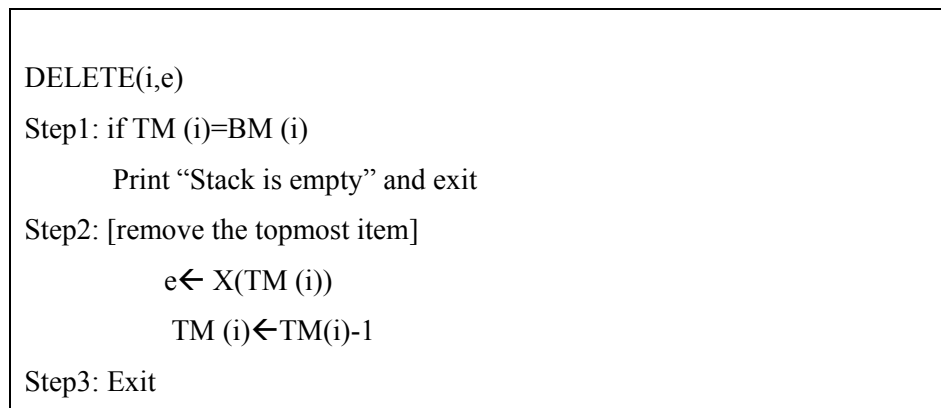 DELETE(i,e)
Step1: if TM (i)=BM (i)
Print “Stack is empty” and exit
Step2: [remove the topmost item]
e← X(TM (i))
TM (i)←TM(i)-1
Step3: Exit